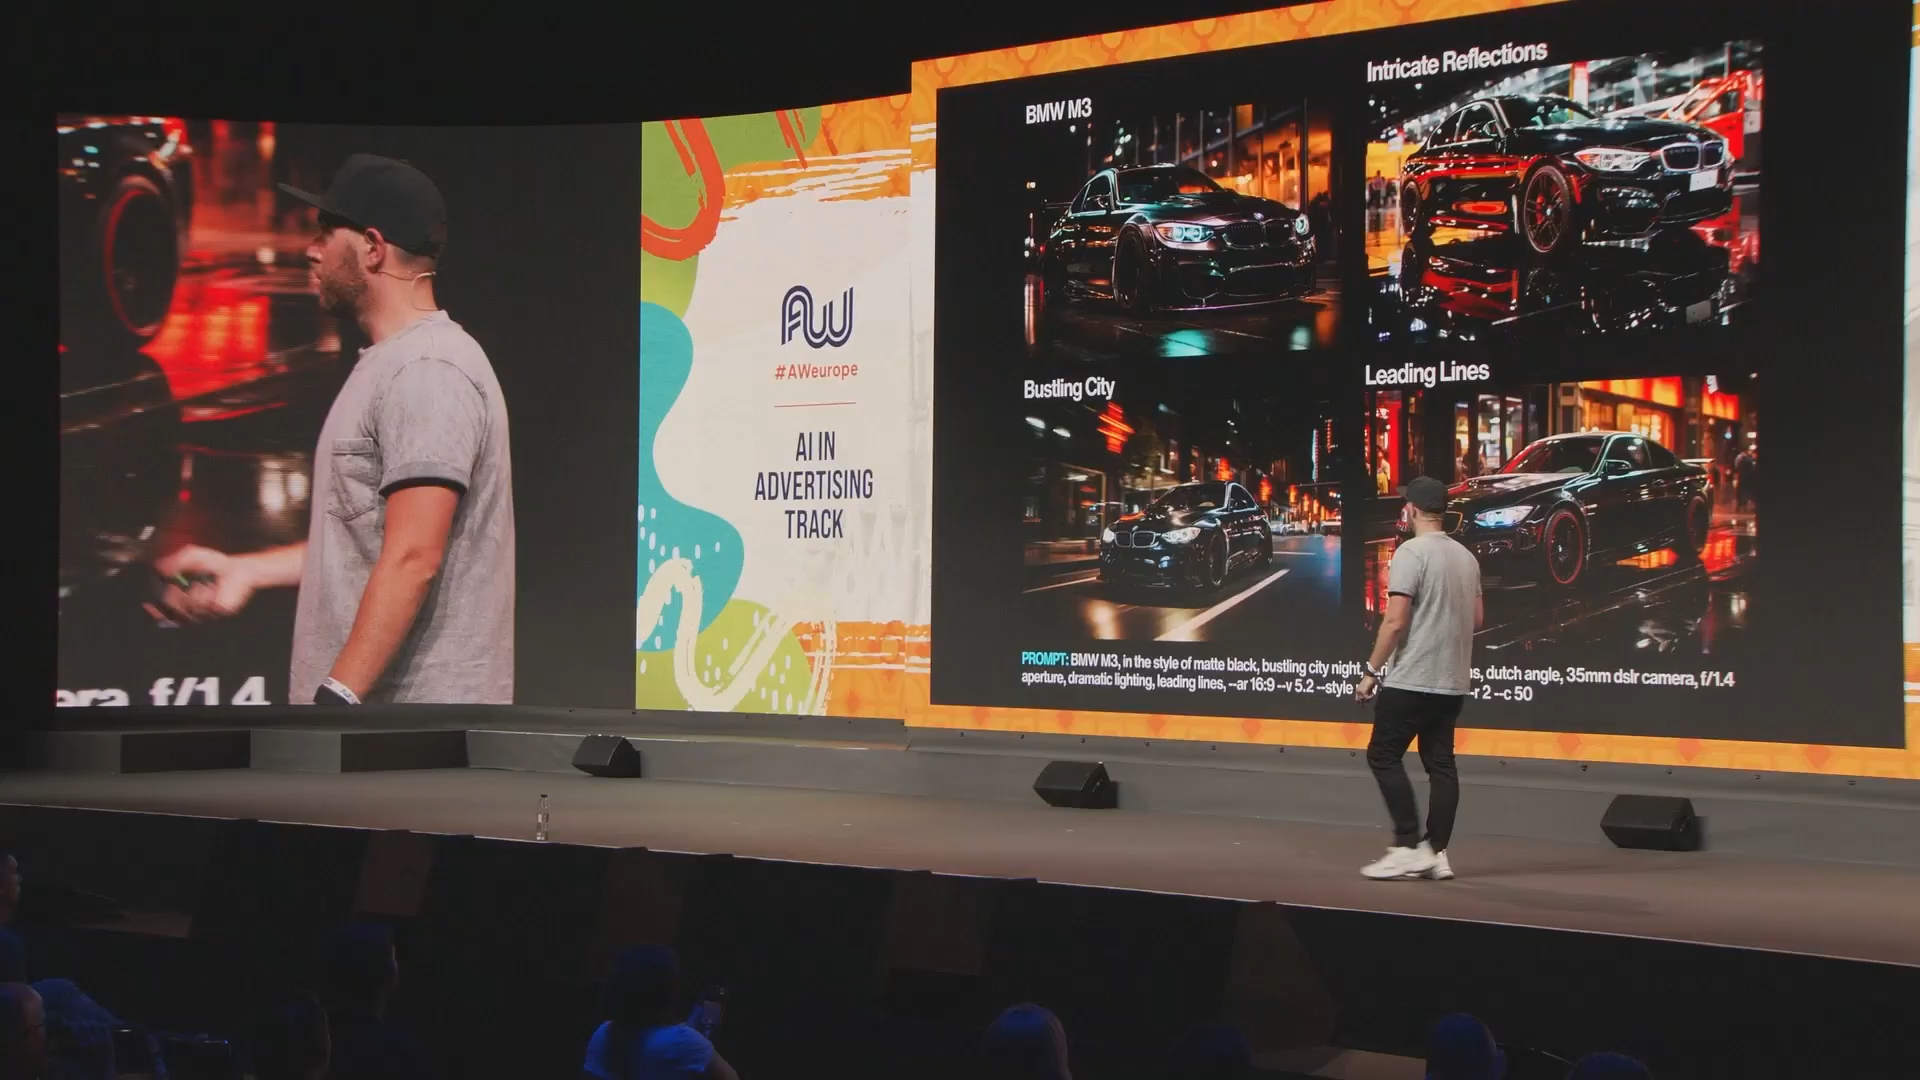 era, f/1.4
AW
#AWeurope
AI IN
ADVERTISING
TRACK
BMW M3
Intricate Reflections
Bustling City
Leading Lines
PROMPT: BMW M3, in the style of matte black, bustling city night, dutch angle, 35mm dslr camera, f/1.4
aperture, dramatic lighting, leading lines, --ar 16:9 --v 5.2 --style 2 --c 50